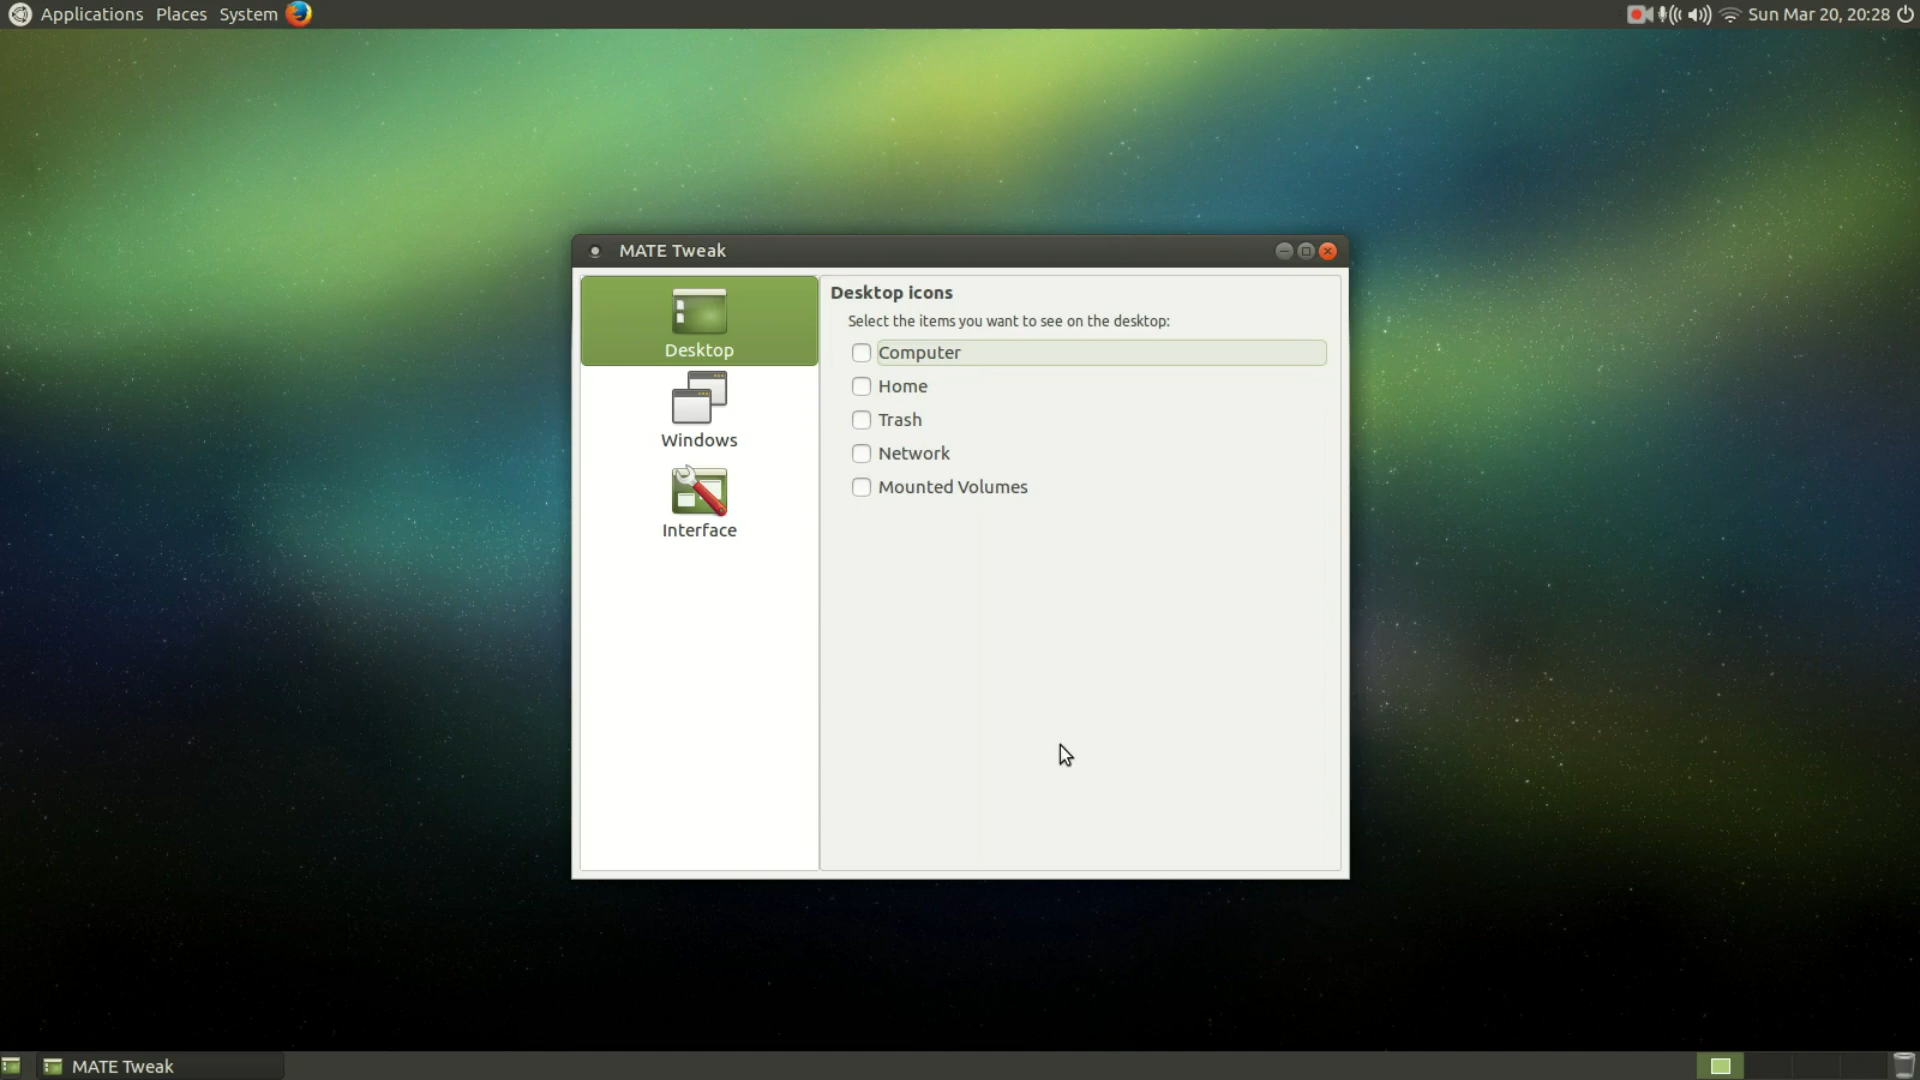 Applications Places System
Sun Mar 20, 20:28
MATE Tweak
Desktop
Windows
Interface
Desktop icons
Select the items you want to see on the desktop:
Computer
Home
Trash
Network
Mounted Volumes
MATE Tweak